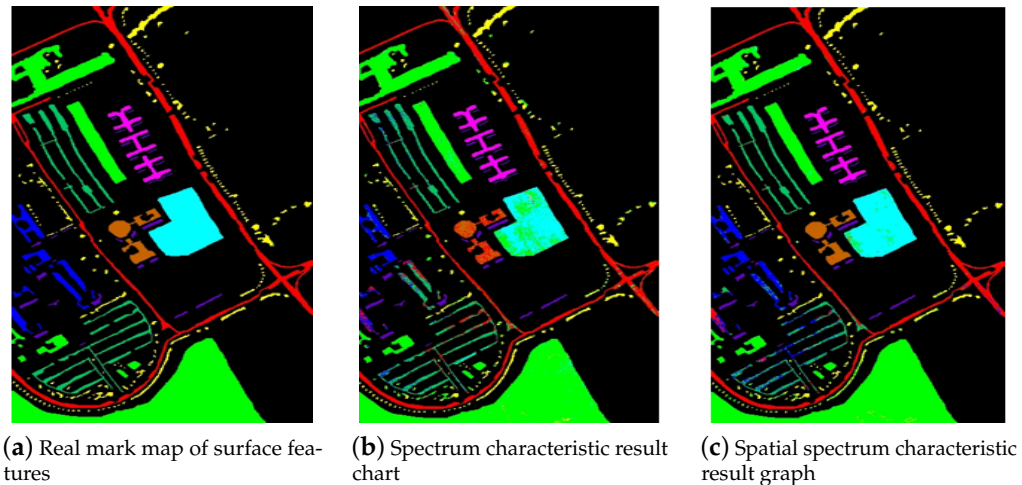 (a) Real mark map of surface fea-
tures
(b) Spectrum characteristic result
chart
(c) Spatial spectrum characteristic
result graph